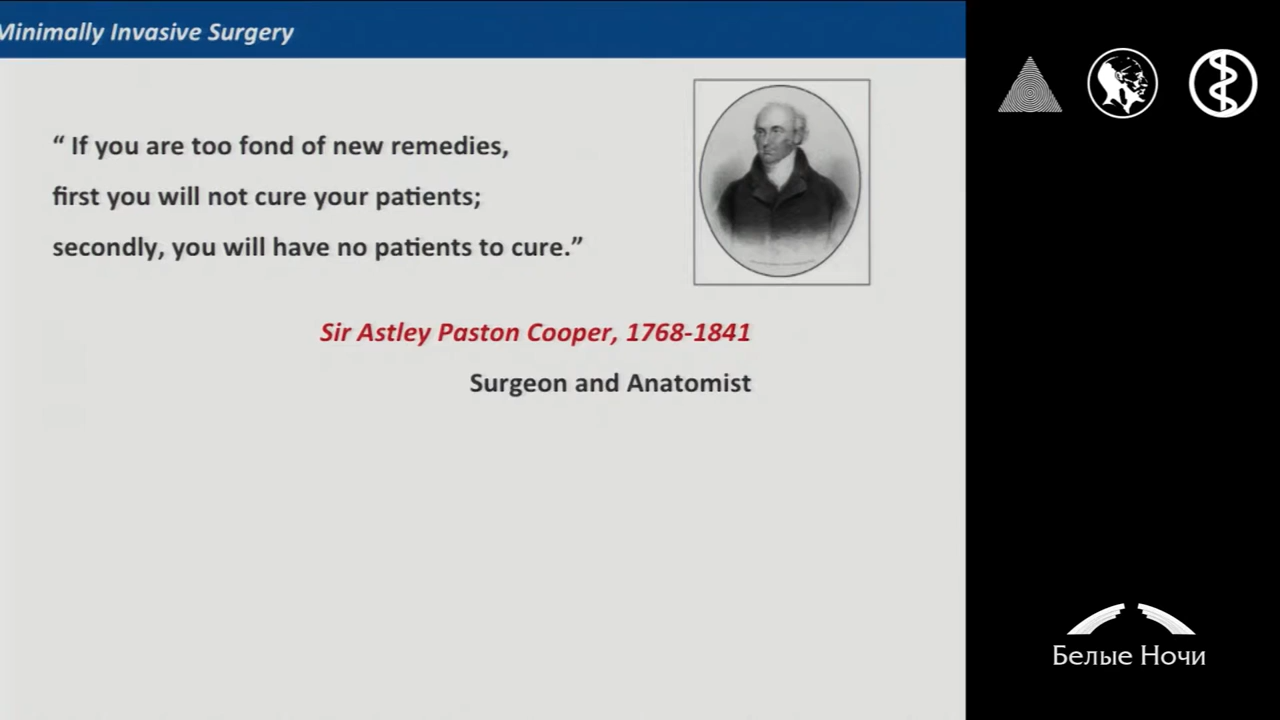 Minimally Invasive Surgery
“ If you are too fond of new remedies,
first you will not cure your patients;
secondly, you will have no patients to cure.”
Sir Astley Paston Cooper, 1768-1841
Surgeon and Anatomist
Белые Ночи